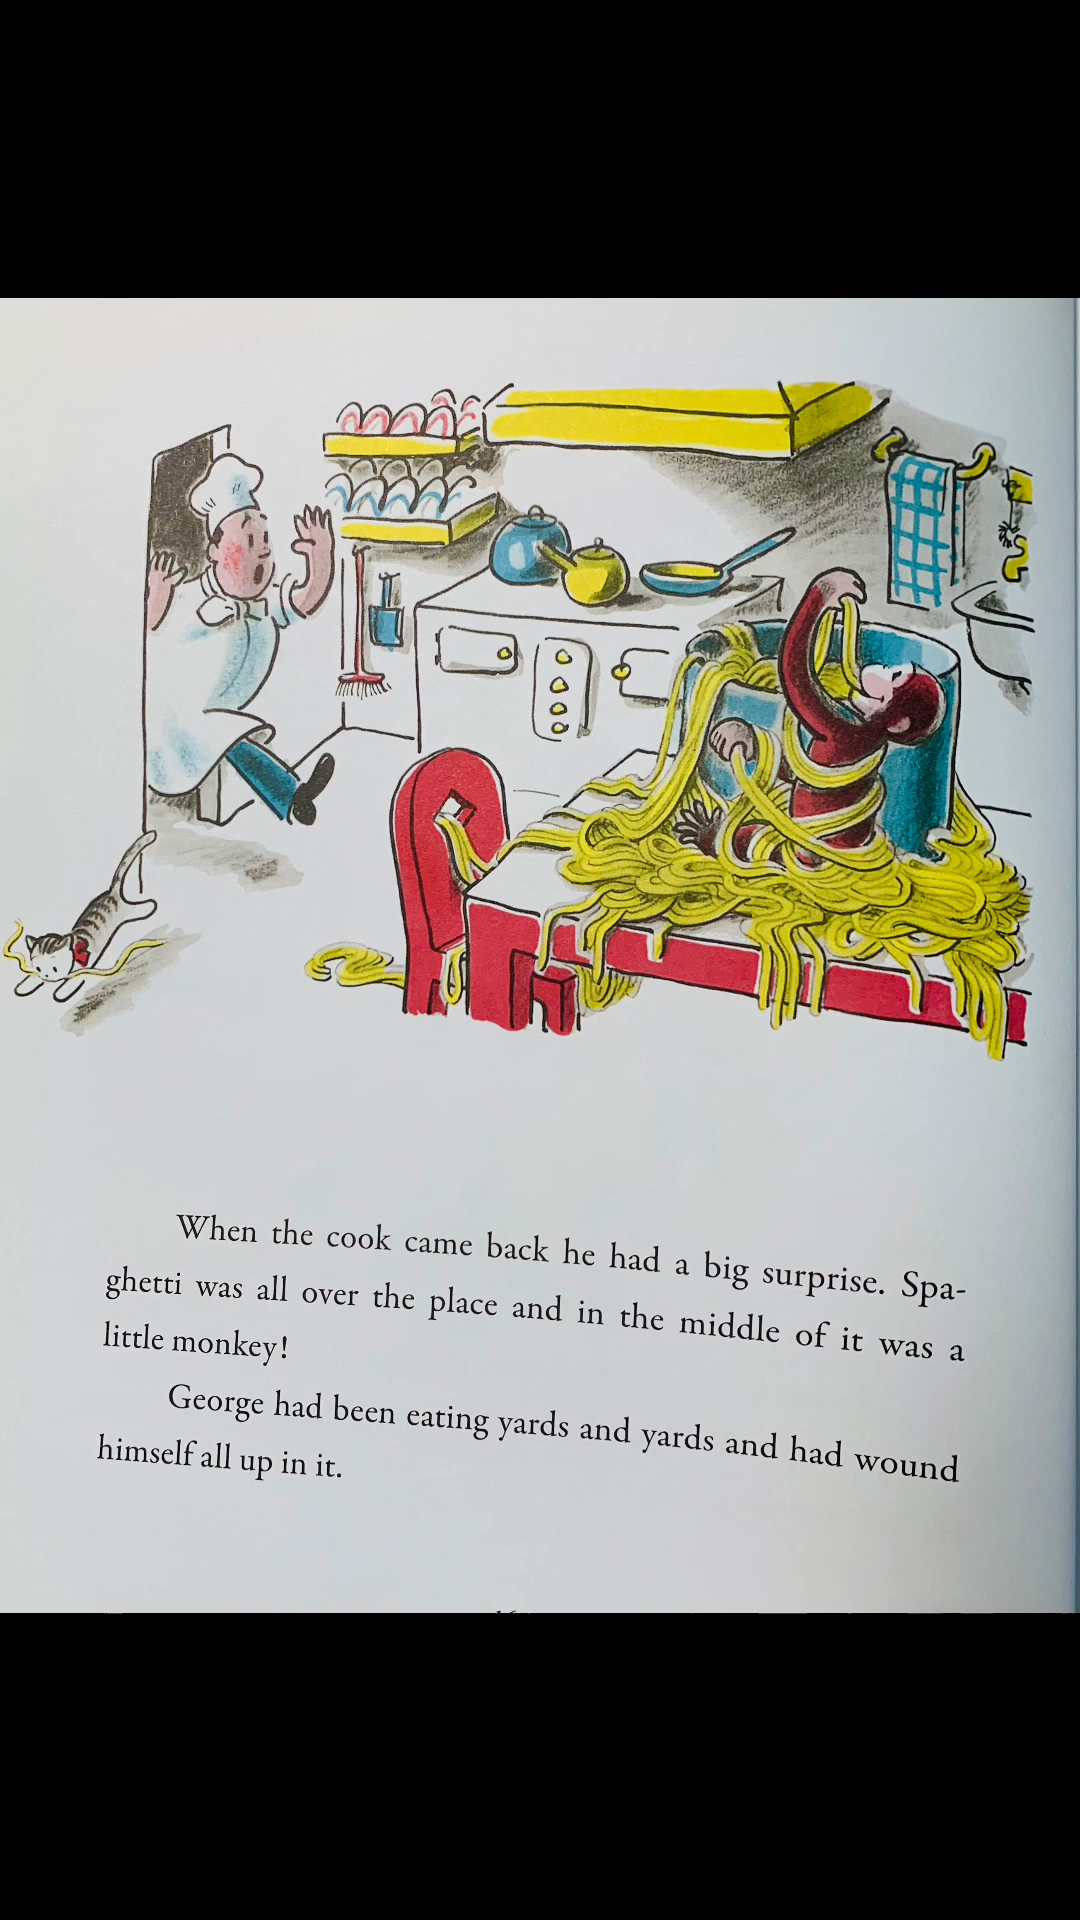 When the cook came back he had a big surprise. Spa-
ghetti was all over the place and in the middle of it was a
little monkey!
George had been eating yards and yards and had wound
himself all up in it.